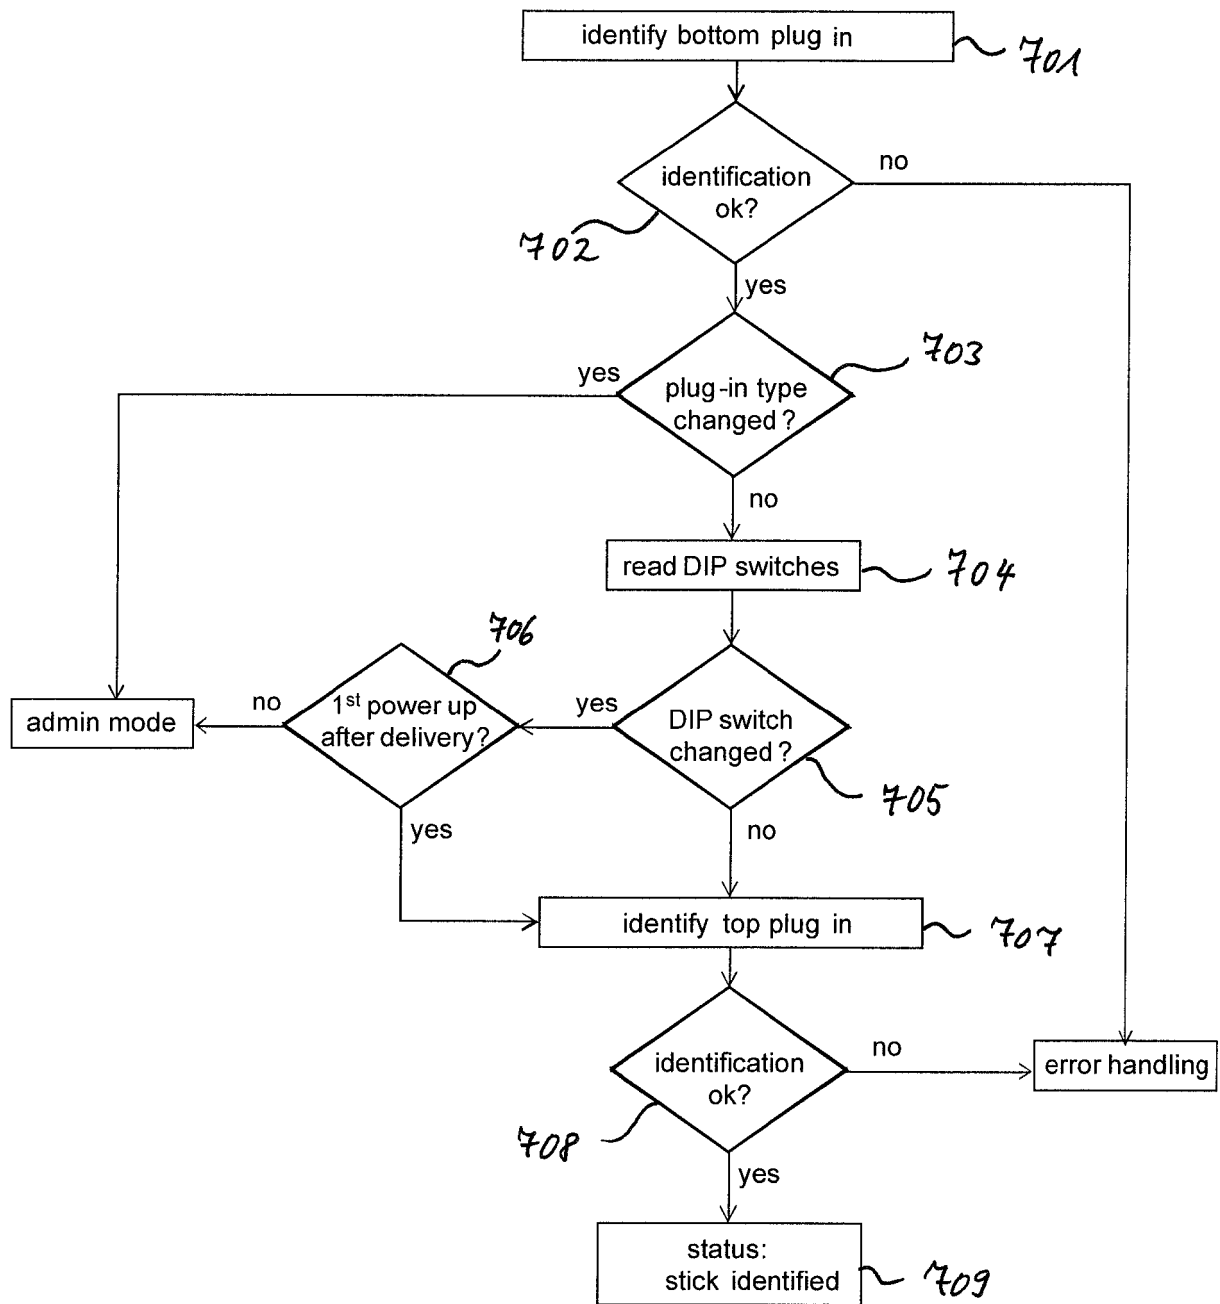 identify bottom plug in
701
no
identification
ok?
702
yes
703
yes
plug-in type
changed?
no
read DIP switches
704
706
no
1st power up
after delivery?
yes
DIP switch
changed?
admin mode
705
yes
no
identify top plug in
707
no
identification
ok?
error handling
708
yes
status:
stick identified
709